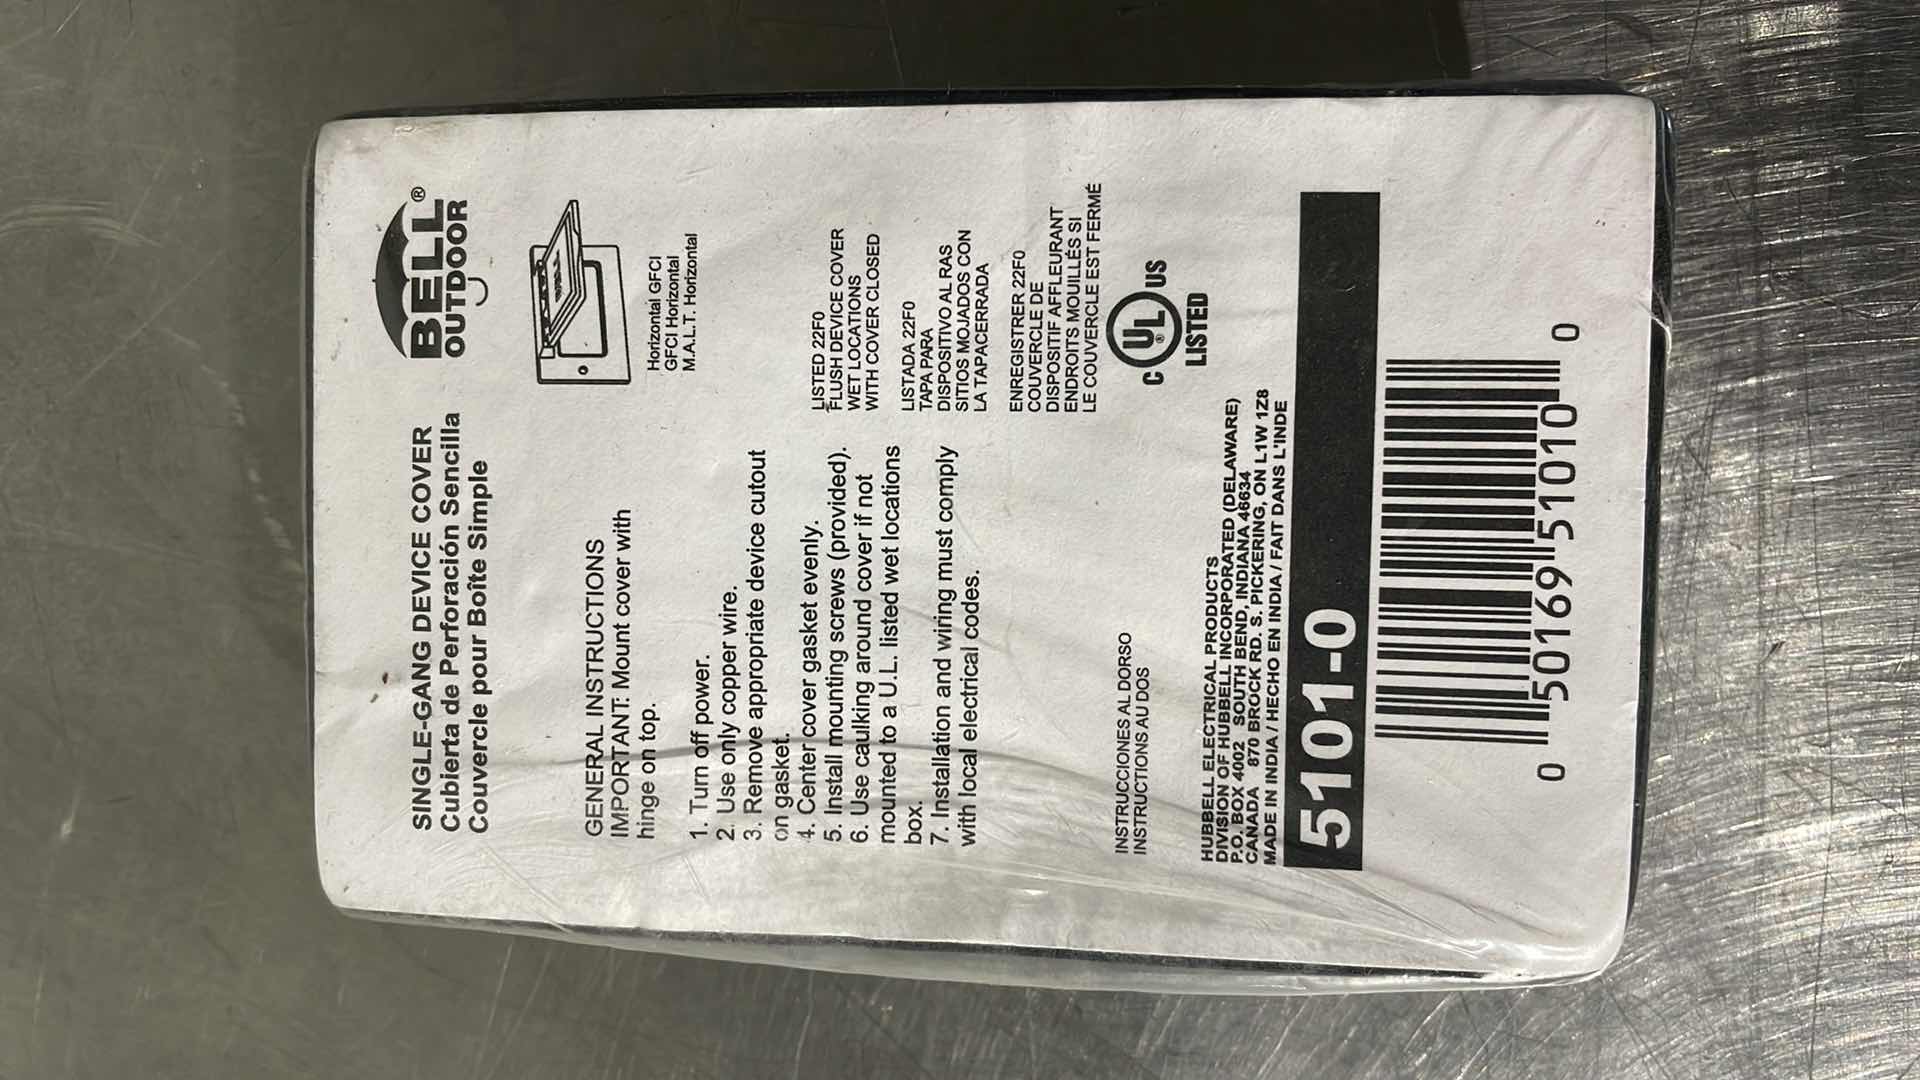 SINGLE-GANG DEVICE COVER
Cubierta de Perforación Sencilla
Couvercle pour Boîte Simple
BELL®
OUTDOOR
GENERAL INSTRUCTIONS
IMPORTANT: Mount cover with
hinge on top.
1. Turn off power.
2. Use only copper wire.
3. Remove appropriate device cutout
on gasket.
4. Center cover gasket evenly.
5. Install mounting screws (provided).
6. Use caulking around cover if not
mounted to a U.L. listed wet locations
box.
7. Installation and wiring must comply
with local electrical codes.
Horizontal GFCI
GFCI Horizontal
M.A.L.T. Horizontal
LISTED 22F0
FLUSH DEVICE COVER
WET LOCATIONS
WITH COVER CLOSED
LISTADA 22F0
TAPA PARA
DISPOSITIVO AL RAS
SITIOS MOJADOS CON
LA TAPACERRADA
ENREGISTRER 22F0
COUVERCLE DE
DISPOSITIF AFFLEURANT
ENDROITS MOUILLÉS SI
LE COUVERCLE EST FERMÉ
INSTRUCCIONES AL DORSO
INSTRUCTIONS AU DOS
C UL® US
LISTED
HUBBELL ELECTRICAL PRODUCTS
DIVISION OF HUBBELL INCORPORATED (DELAWARE)
P.O. BOX 4002 SOUTH BEND, INDIANA 46634
CANADA 870 BROCK RD. S. PICKERING, ON L1W 1Z8
MADE IN INDIA / HECHO EN INDIA / FAIT DANS L'INDE
5101-0
0 50169 51010 0